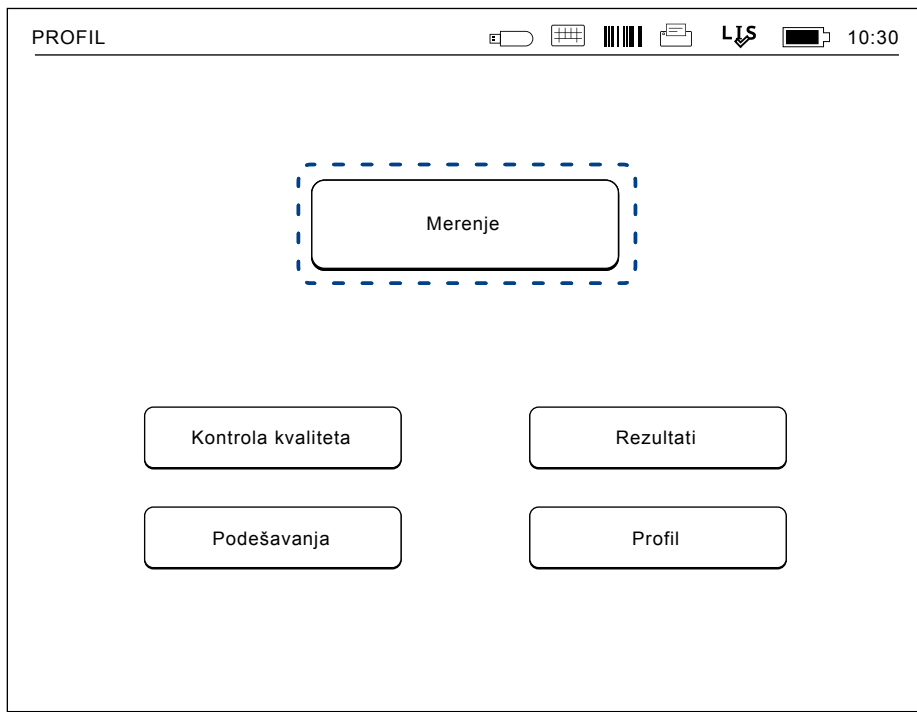 PROFIL LIS 10:30
Merenje
Kontrola kvaliteta Rezultati
Podešavanja Profil